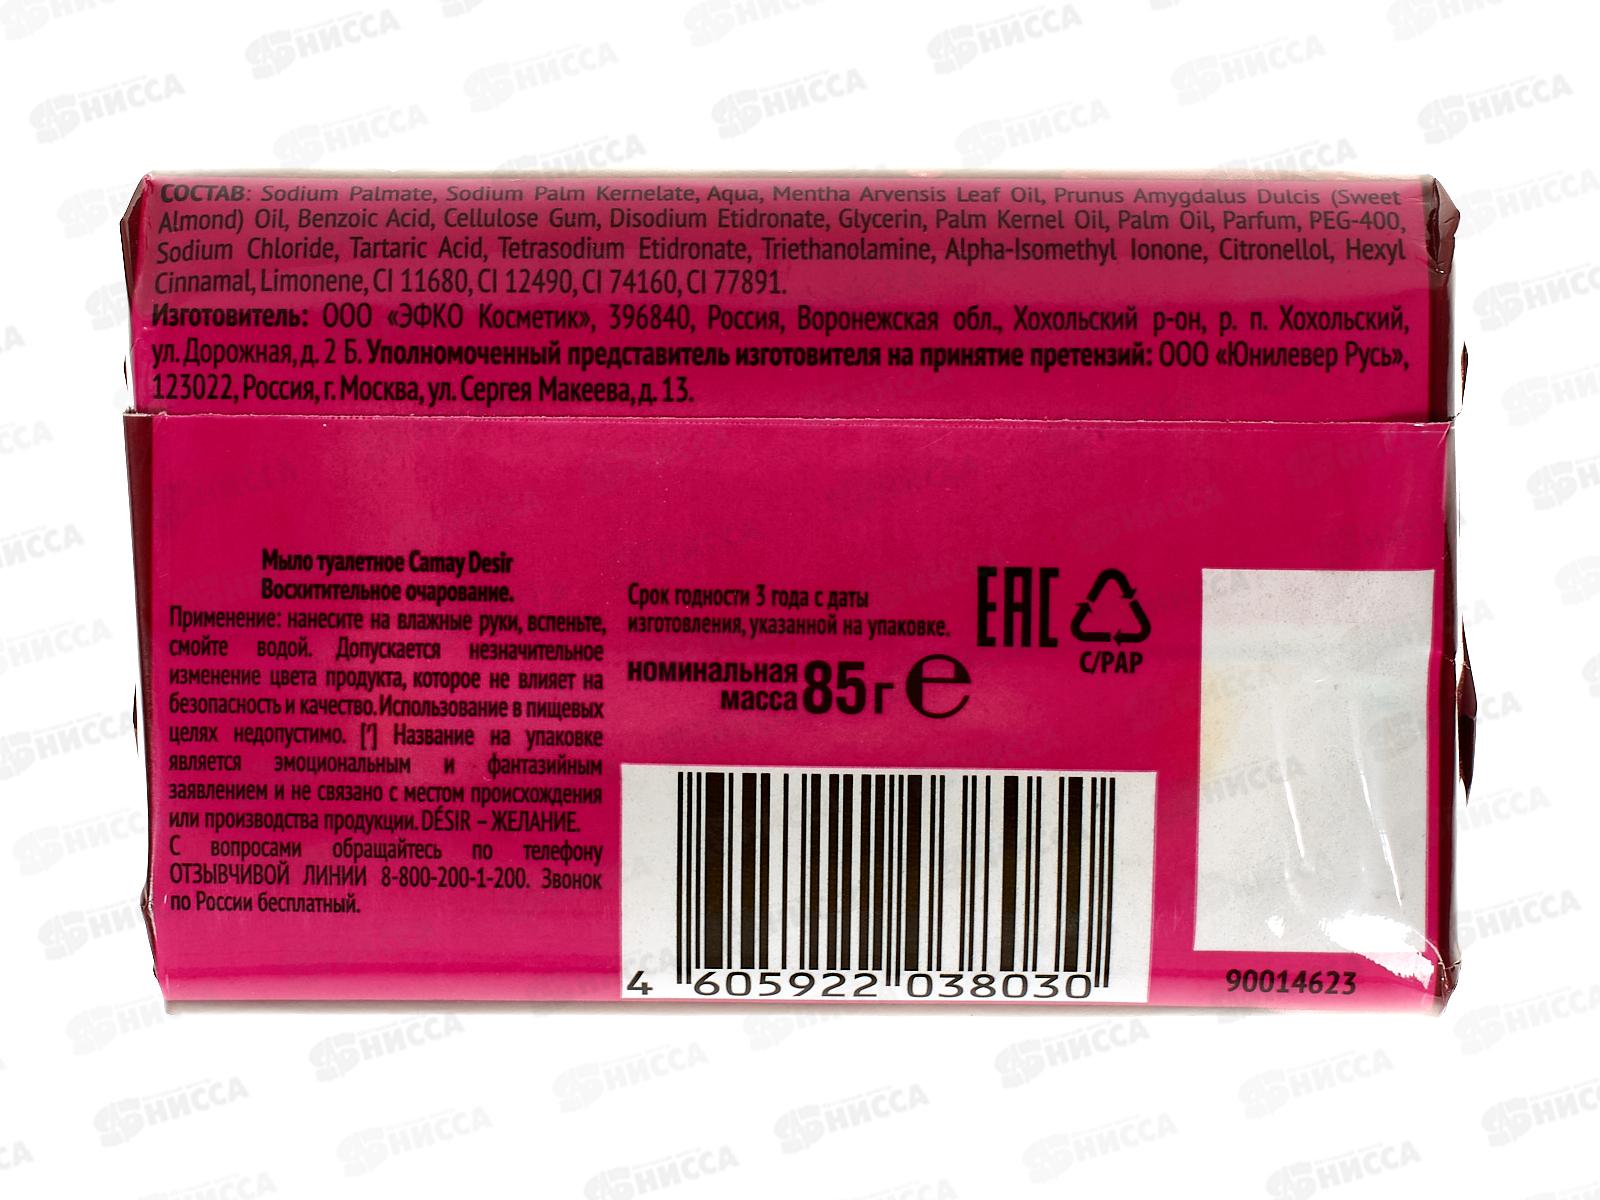 СОСТАВ: Sodium Palmate, Sodium Palm Kernelate, Aqua, Mentha Arvensis Leaf Oil, Prunus Amygdalus Dulcis (Sweet
Almond) Oil, Benzoic Acid, Cellulose Gum, Disodium Etidronate, Glycerin, Palm Kernel Oil, Palm Oil, Parfum, PEG-400,
Sodium Chloride, Tartaric Acid, Tetrasodium Etidronate, Triethanolamine, Alpha-Isomethyl Ionone, Citronellol, Hexyl
Cinnamal, Limonene, CI 11680, CI 12490, CI 74160, CI 77891.
Изготовитель: ООО «ЭФКО Косметик», 396840, Россия, Воронежская обл., Хохольский р-он, р. п. Хохольский,
ул. Дорожная, д. 2 Б. Уполномоченный представитель изготовителя на принятие претензий: ООО «Юнилевер Русь»,
123022, Россия, г. Москва, ул. Сергея Макеева, д. 13.
Мыло туалетное Camay Desir
Восхитительное очарование.
Применение: нанесите на влажные руки, вспеньте,
смойте водой. Допускается незначительное
изменение цвета продукта, которое не влияет на
безопасность и качество. Использование в пищевых
целях недопустимо. [*] Название на упаковке
является эмоциональным и фантазийным
заявлением и не связано с местом происхождения
или производства продукции. DÉSIR – ЖЕЛАНИЕ.
С вопросами обращайтесь по телефону
ОТЗЫВЧИВОЙ ЛИНИИ 8-800-200-1-200. Звонок
по России бесплатный.
Срок годности 3 года с даты
изготовления, указанной на упаковке.
номинальная
масса 85 г ℮
EAC
C/PAP
4 605922 038030
90014623
НИССА